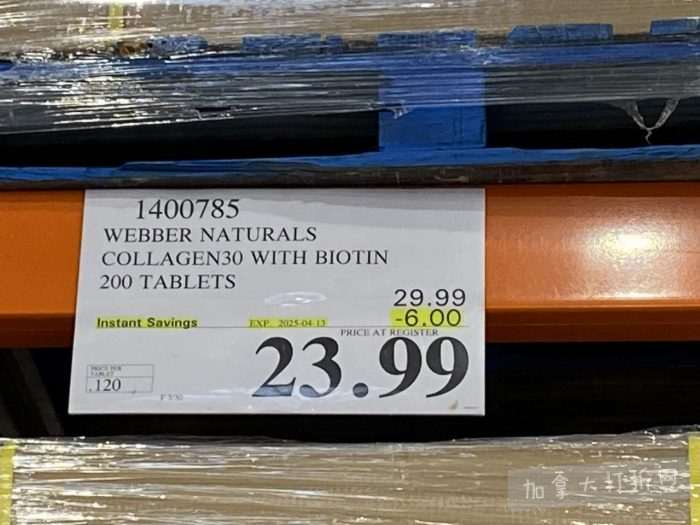 1400785
WEBBER NATURALS
COLLAGEN30 WITH BIOTIN
200 TABLETS
29.99
Instant Savings EXP. 2025-04-13 -6.00
PRICE AT REGISTER
23.99
PRICE PER
TABLET
.120
加拿大打折网